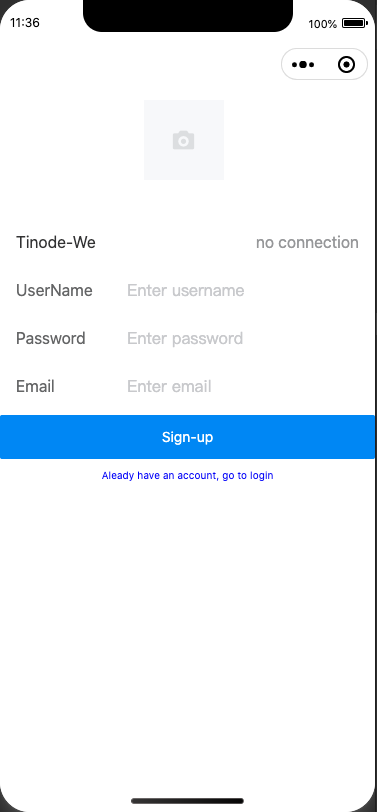 11:36
100%
Tinode-We
no connection
UserName
Enter username
Password
Enter password
Email
Enter email
Sign-up
Aleady have an account, go to login